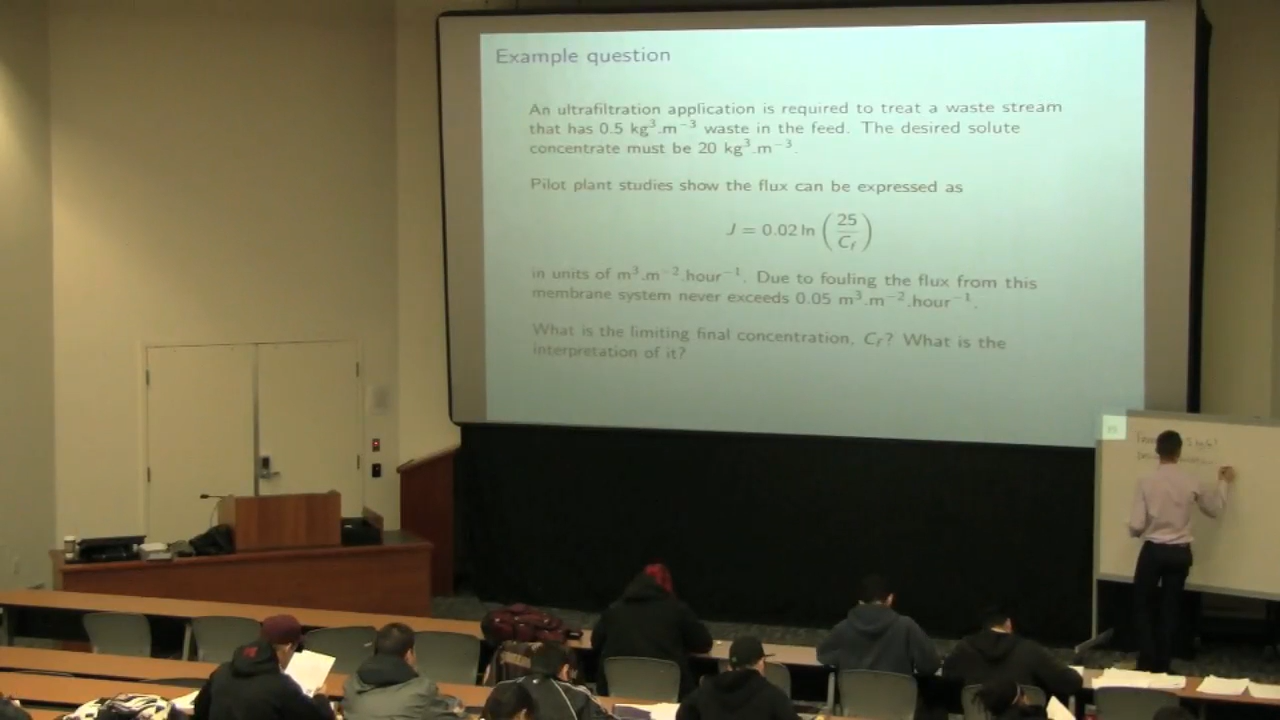 Example question
An ultrafiltration application is required to treat a waste stream
that has 0.5 kg³.m⁻³ waste in the feed. The desired solute
concentrate must be 20 kg³.m⁻³.
Pilot plant studies show the flux can be expressed as
J = 0.02 ln (25/C_f)
in units of m³.m⁻².hour⁻¹. Due to fouling the flux from this
membrane system never exceeds 0.05 m³.m⁻².hour⁻¹.
What is the limiting final concentration, C_f? What is the
interpretation of it?